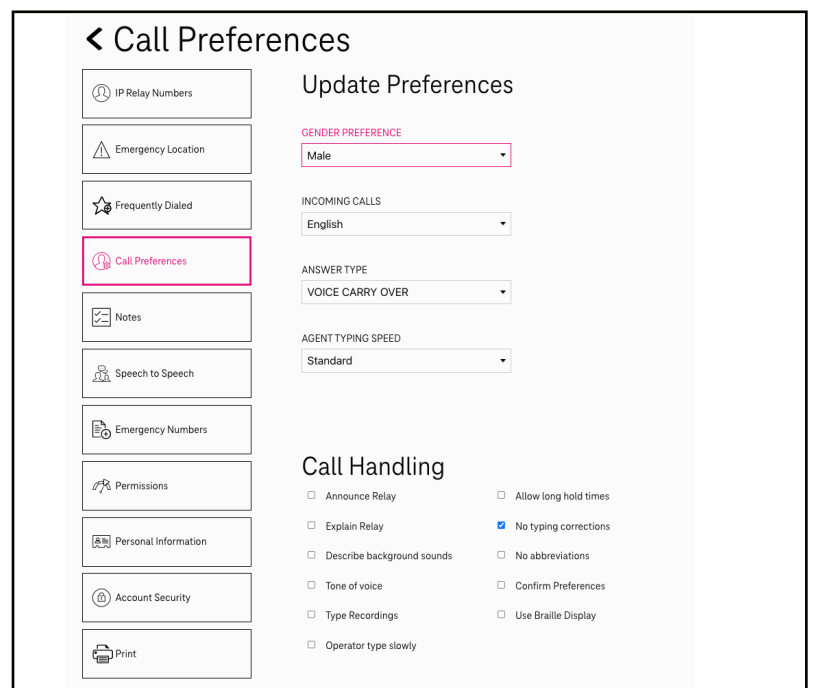 Call Preferences
IP Relay Numbers
Emergency Location
Frequently Dialed
Call Preferences
Notes
Speech to Speech
Emergency Numbers
Permissions
Personal Information
Account Security
Print
Update Preferences
GENDER PREFERENCE
Male
INCOMING CALLS
English
ANSWER TYPE
VOICE CARRY OVER
AGENT TYPING SPEED
Standard
Call Handling
Announce Relay
Explain Relay
Describe background sounds
Tone of voice
Type Recordings
Operator type slowly
Allow long hold times
No typing corrections
No abbreviations
Confirm Preferences
Use Braille Display